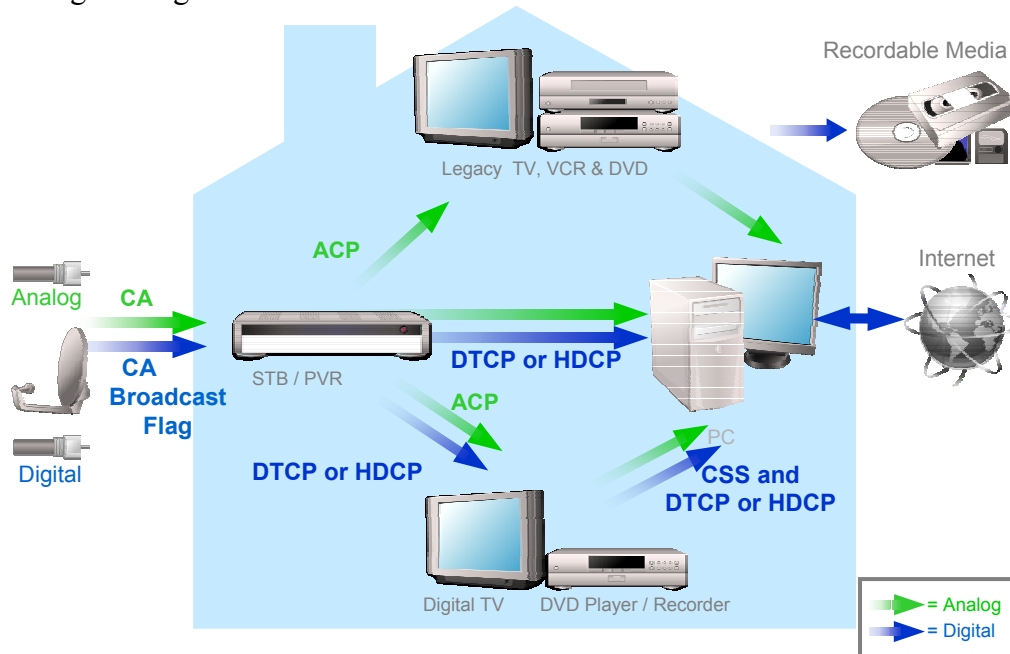 Recordable Media
Legacy TV, VCR & DVD
ACP
Internet
Analog
CA
STB / PVR
DTCP or HDCP
CA
Broadcast
Flag
ACP
PC
Digital
DTCP or HDCP
CSS and
DTCP or HDCP
Digital TV
DVD Player / Recorder
= Analog
= Digital